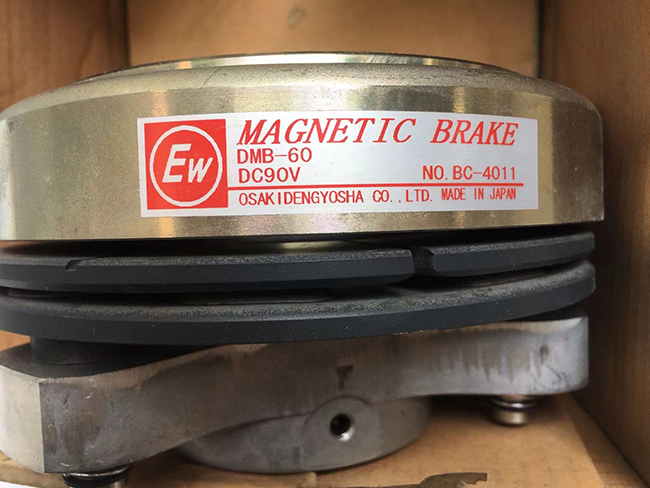 EW
MAGNETIC BRAKE
DMB-60
DC90V NO. BC-4011
OSAKIDENGYOSHA CO.,LTD. MADE IN JAPAN